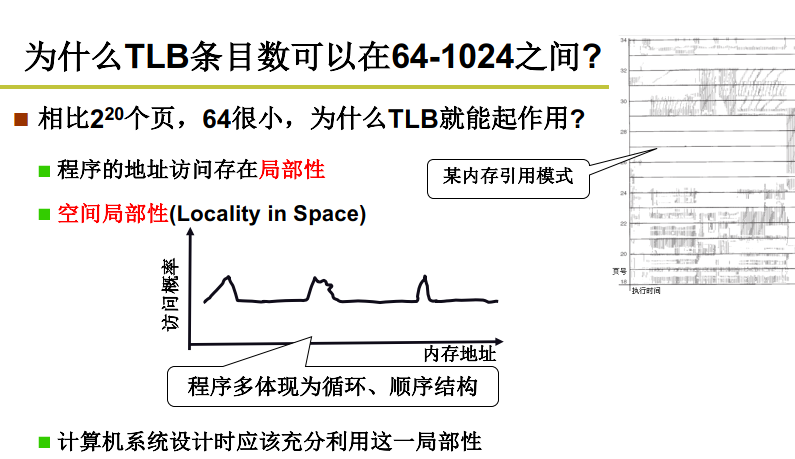 为什么TLB条目数可以在64-1024之间?
相比2²⁰个页，64很小，为什么TLB就能起作用?
程序的地址访问存在局部性
空间局部性(Locality in Space)
访问概率
内存地址
程序多体现为循环、顺序结构
计算机系统设计时应该充分利用这一局部性
某内存引用模式
34
32
30
28
24
22
20
页号
18
执行时间